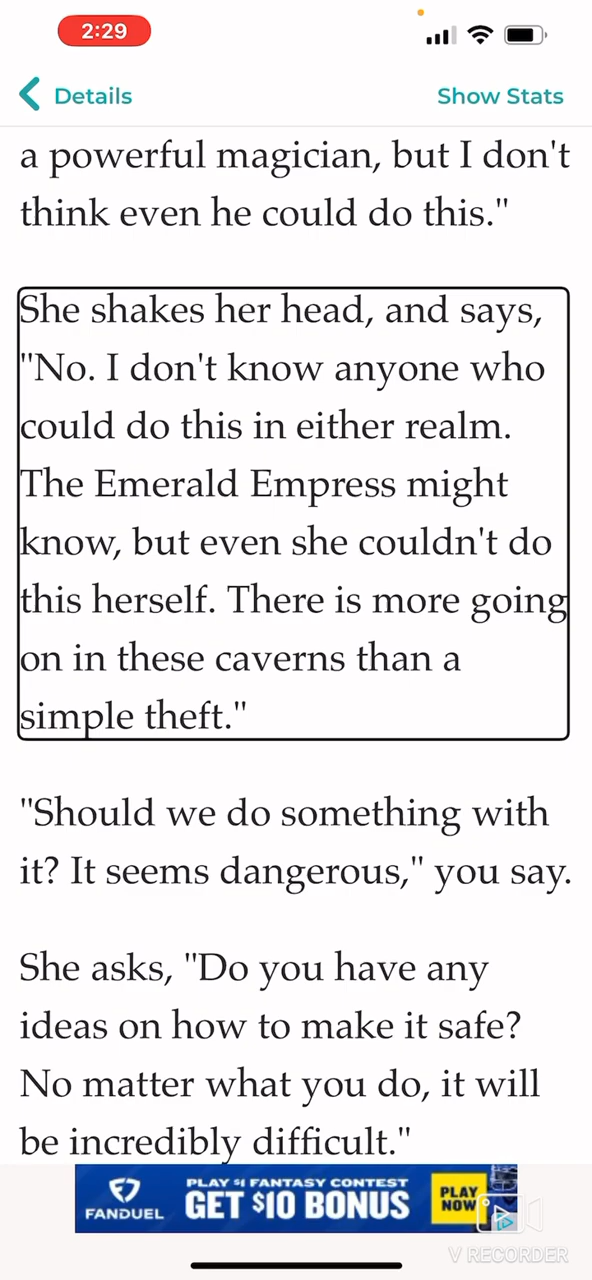 2:29
Details Show Stats
a powerful magician, but I don't
think even he could do this."
She shakes her head, and says,
"No. I don't know anyone who
could do this in either realm.
The Emerald Empress might
know, but even she couldn't do
this herself. There is more going
on in these caverns than a
simple theft."
"Should we do something with
it? It seems dangerous," you say.
She asks, "Do you have any
ideas on how to make it safe?
No matter what you do, it will
be incredibly difficult."
FANDUEL
PLAY $1 FANTASY CONTEST
GET $10 BONUS
PLAY
NOW
V RECORDER